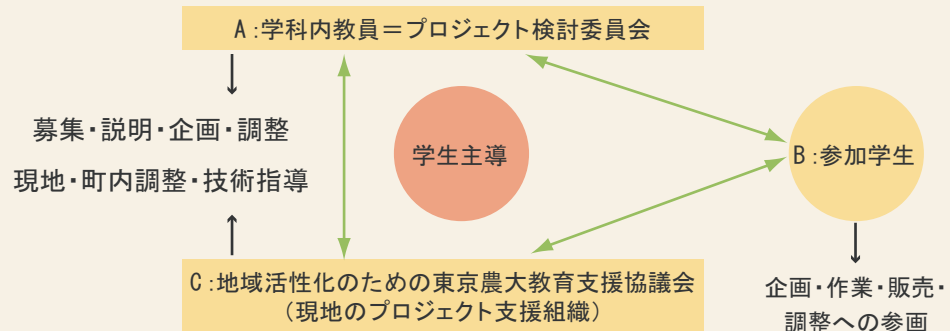 A:学科内教員=プロジェクト検討委員会
募集・説明・企画・調整
現地・町内調整・技術指導
学生主導
B:参加学生
C:地域活性化のための東京農大教育支援協議会
(現地のプロジェクト支援組織)
企画・作業・販売・
調整への参画